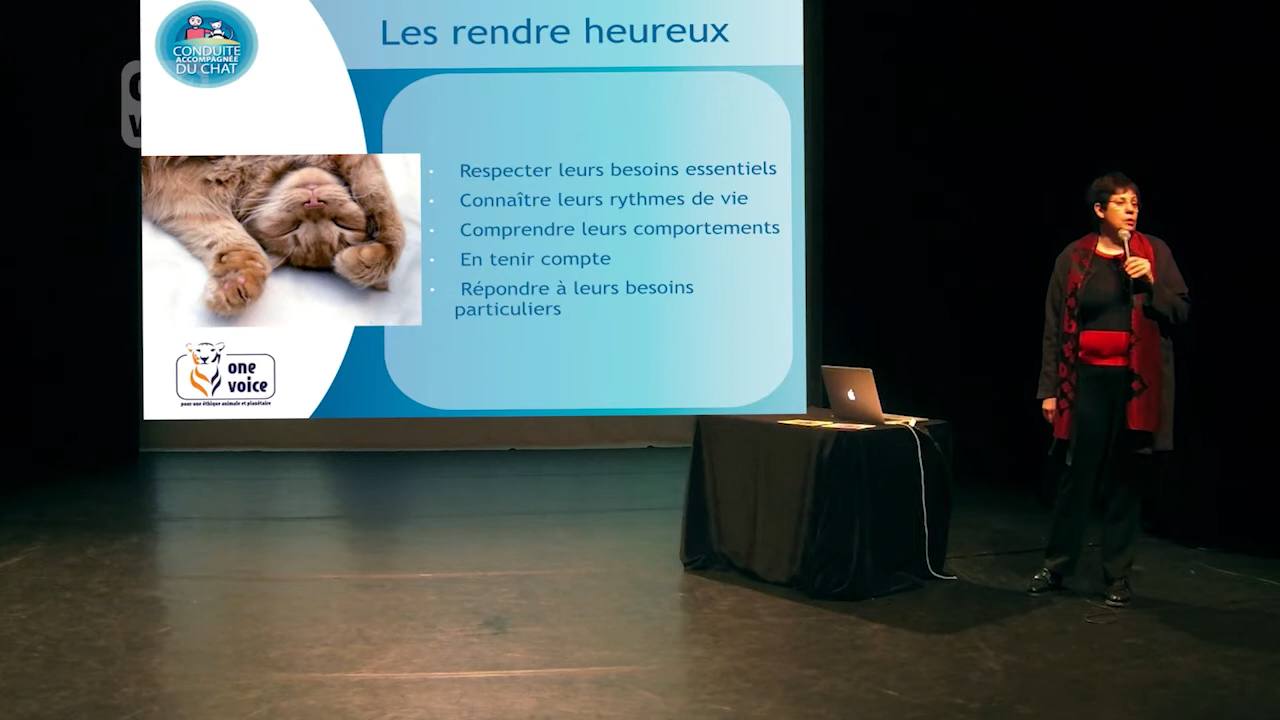 Les rendre heureux
CONDUITE
ACCOMPAGNÉE
DU CHAT
· Respecter leurs besoins essentiels
· Connaître leurs rythmes de vie
· Comprendre leurs comportements
· En tenir compte
· Répondre à leurs besoins
particuliers
one
voice
pour une éthique animale et planétaire